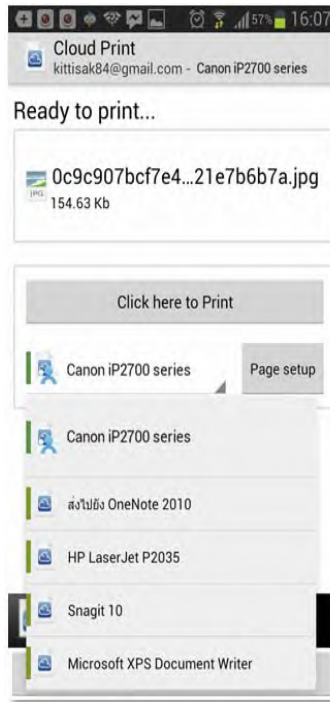 57% 16:07
Cloud Print
kittisak84@gmail.com - Canon iP2700 series
Ready to print...
0c9c907bcf7e4...21e7b6b7a.jpg
JPG
154.63 Kb
Click here to Print
Canon iP2700 series
Page setup
Canon iP2700 series
ส่งไปยัง OneNote 2010
HP LaserJet P2035
Snagit 10
Microsoft XPS Document Writer